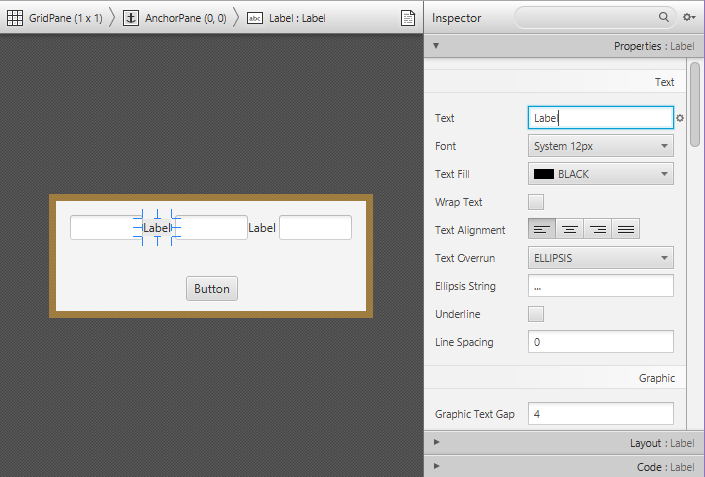 GridPane (1 x 1) AnchorPane (0, 0) abc Label : Label
Label Label
Button
Inspector
Properties : Label
Text
Text Label
Font System 12px
Text Fill BLACK
Wrap Text
Text Alignment
Text Overrun ELLIPSIS
Ellipsis String ...
Underline
Line Spacing 0
Graphic
Graphic Text Gap 4
Layout : Label
Code : Label